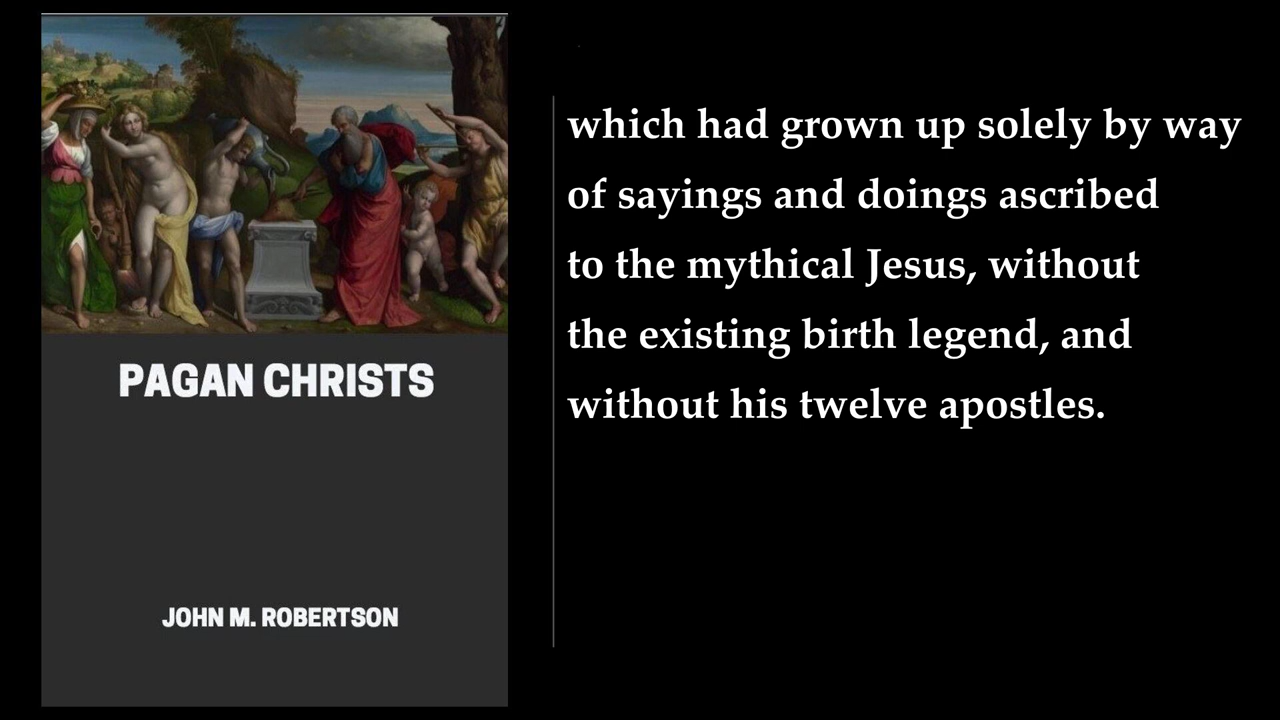 PAGAN CHRISTS
JOHN M. ROBERTSON
which had grown up solely by way
of sayings and doings ascribed
to the mythical Jesus, without
the existing birth legend, and
without his twelve apostles.